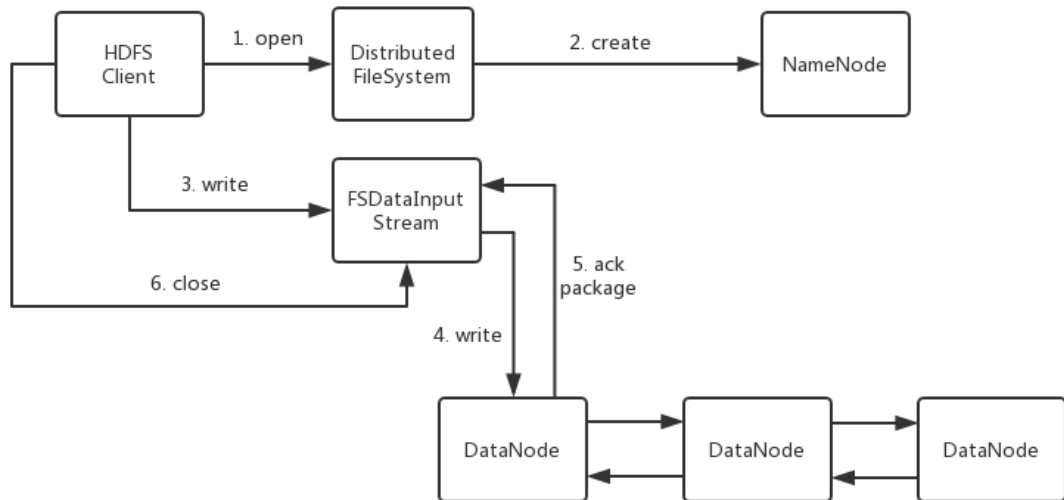 HDFS
Client
1. open
Distributed
FileSystem
2. create
NameNode
3. write
FSDataInput
Stream
6. close
5. ack
package
4. write
DataNode
DataNode
DataNode